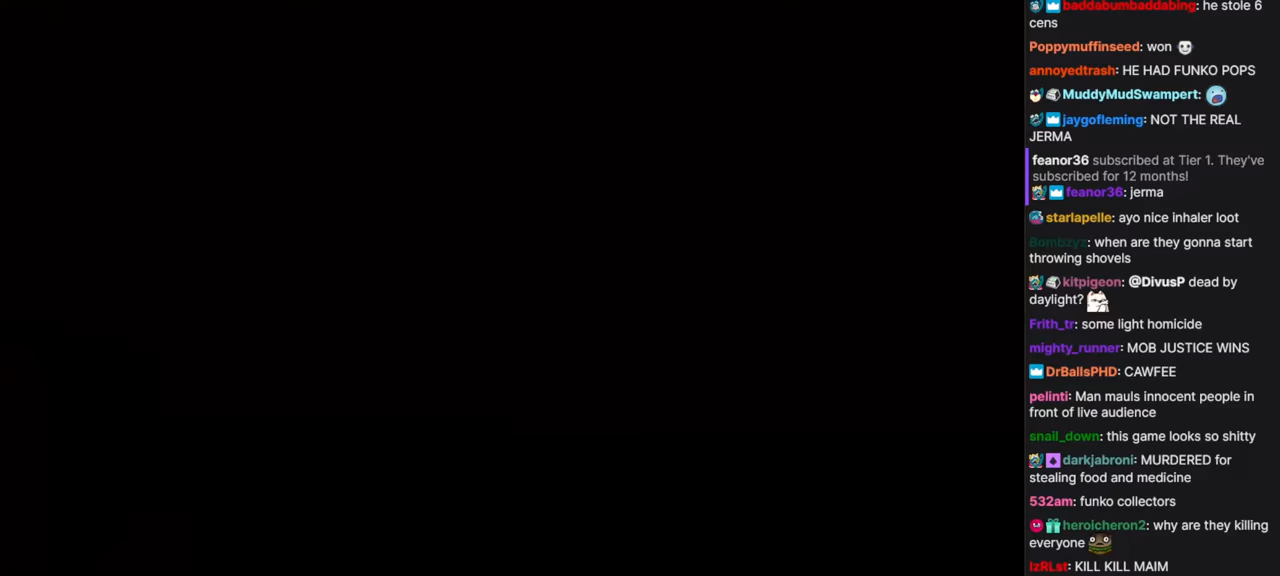 baddabumbaddabing: he stole 6
cens
Poppymuffinseed: won
annoyedtrash: HE HAD FUNKO POPS
MuddyMudSwampert:
jaygofleming: NOT THE REAL
JERMA
feanor36 subscribed at Tier 1. They've
subscribed for 12 months!
feanor36: jerma
starlapelle: ayo nice inhaler loot
Bombzyz: when are they gonna start
throwing shovels
kitpigeon: @DivusP dead by
daylight?
Frith_tr: some light homicide
mighty_runner: MOB JUSTICE WINS
DrBallsPHD: CAWFEE
pelinti: Man mauls innocent people in
front of live audience
snail_down: this game looks so shitty
darkjabroni: MURDERED for
stealing food and medicine
532am: funko collectors
heroicheron2: why are they killing
everyone
IzRLst: KILL KILL MAIM